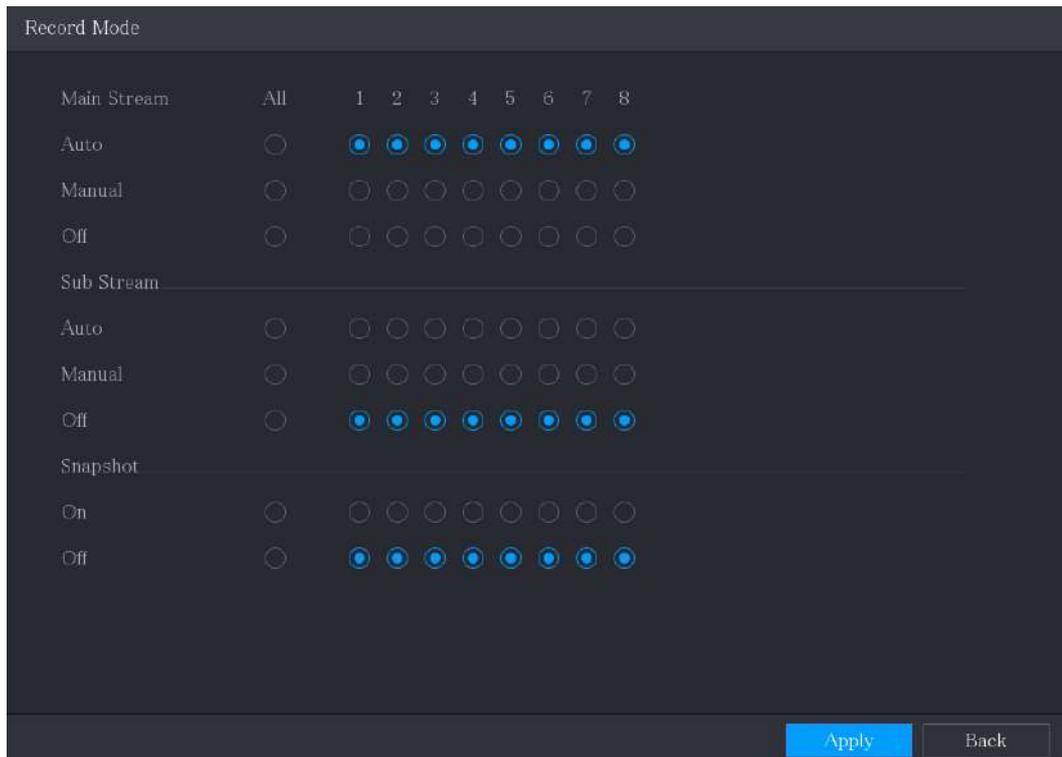 Record Mode
Main Stream All 1 2 3 4 5 6 7 8
Auto
Manual
Off
Sub Stream
Auto
Manual
Off
Snapshot
On
Off
Apply Back